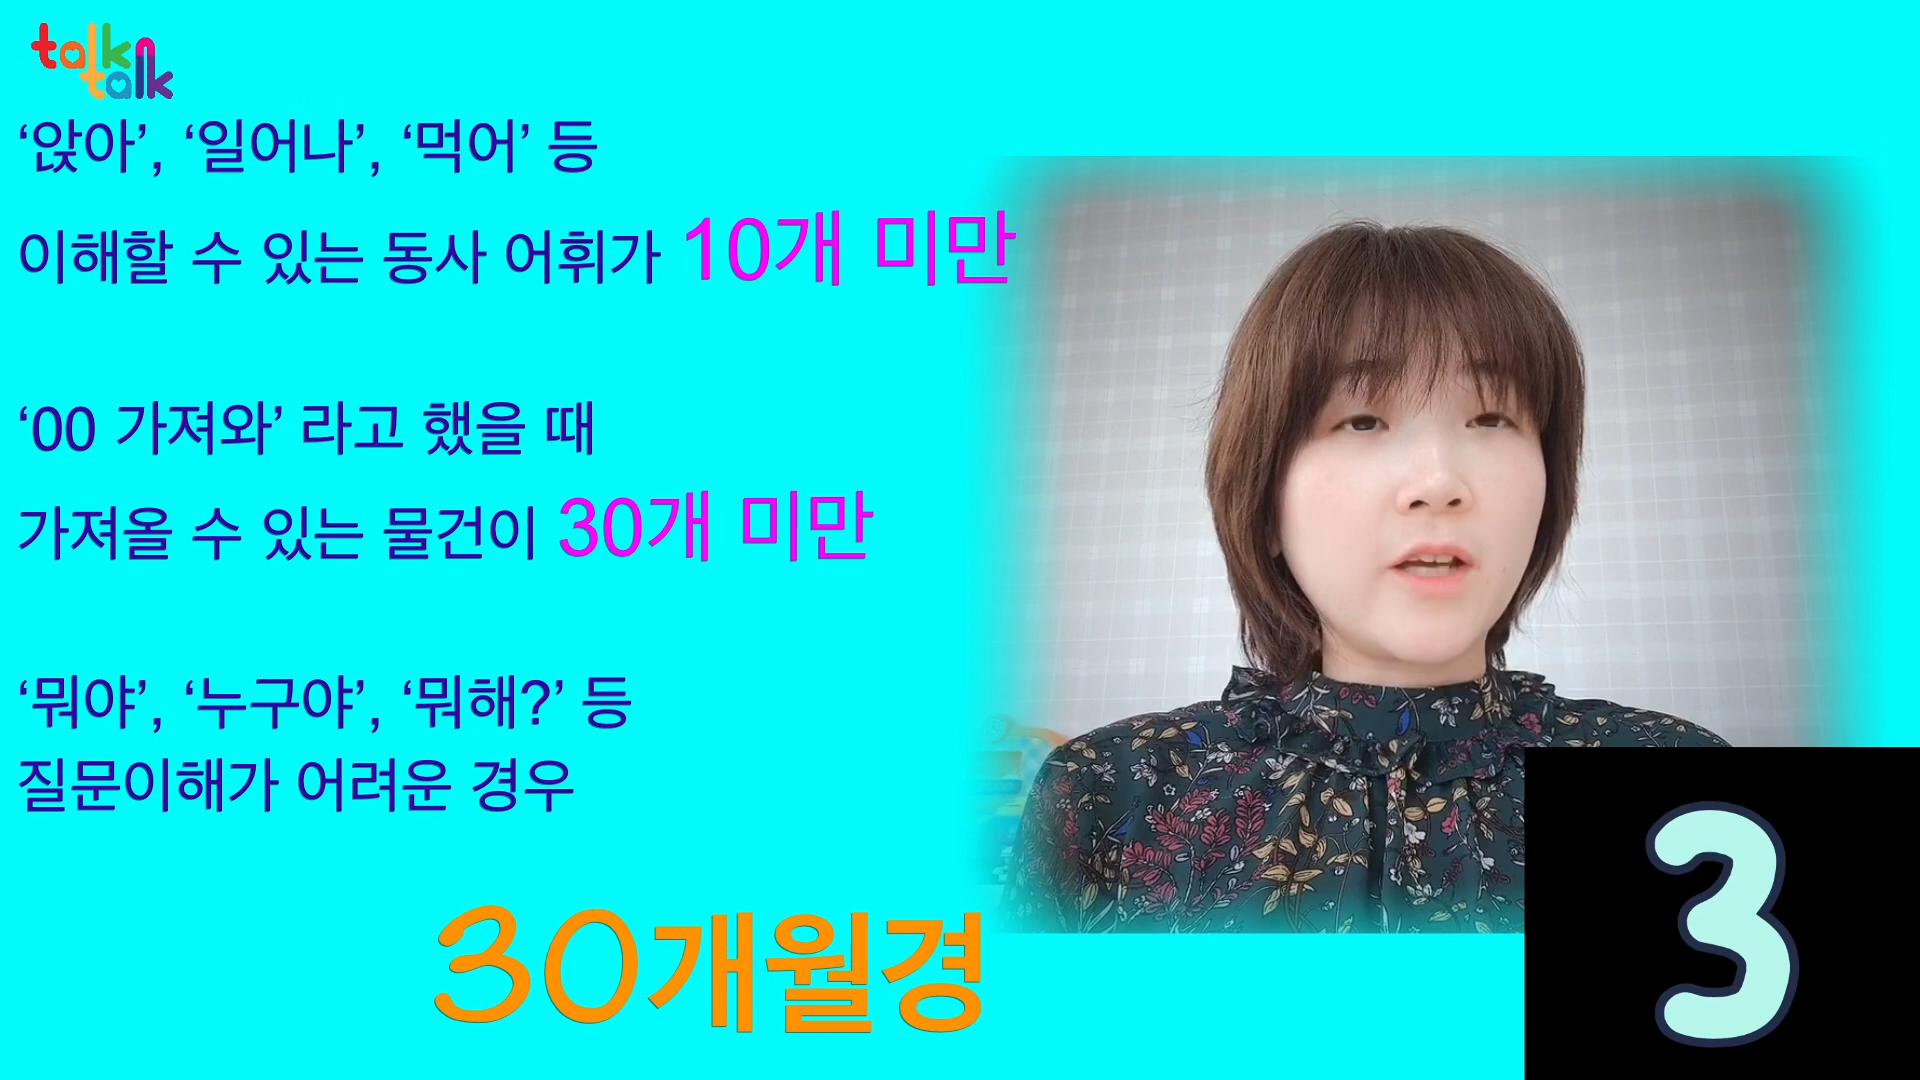 talk
talk
‘앉아’, ‘일어나’, ‘먹어’ 등
이해할 수 있는 동사 어휘가 10개 미만
‘00 가져와’ 라고 했을 때
가져올 수 있는 물건이 30개 미만
‘뭐야’, ‘누구야’, ‘뭐해?’ 등
질문이해가 어려운 경우
30개월경
3